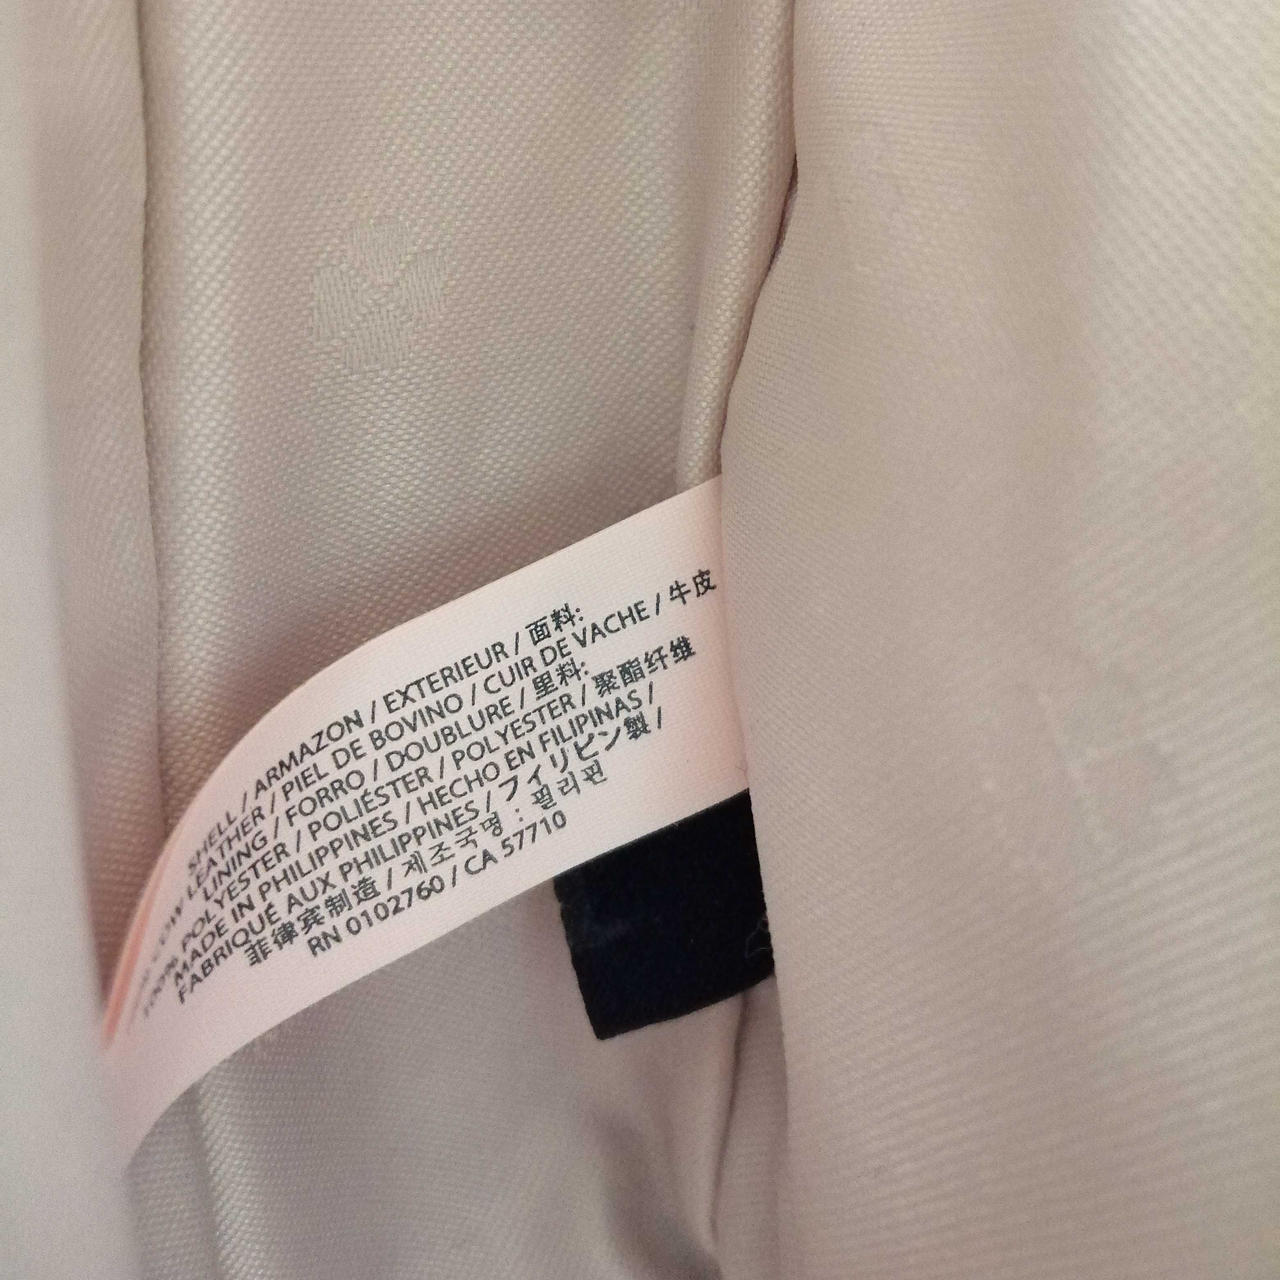 SHELL / ARMAZON / EXTERIEUR / 面料:
COW LEATHER / PIEL DE BOVINO / CUIR DE VACHE / 牛皮
LINING / FORRO / DOUBLURE / 里料:
100% POLYESTER / POLIÉSTER / POLYESTER / 聚酯纤维
MADE IN PHILIPPINES / HECHO EN FILIPINAS /
FABRIQUÉ AUX PHILIPPINES / フィリピン製 /
菲律宾制造 / 제조국명 : 필리핀
RN 0102760 / CA 57710